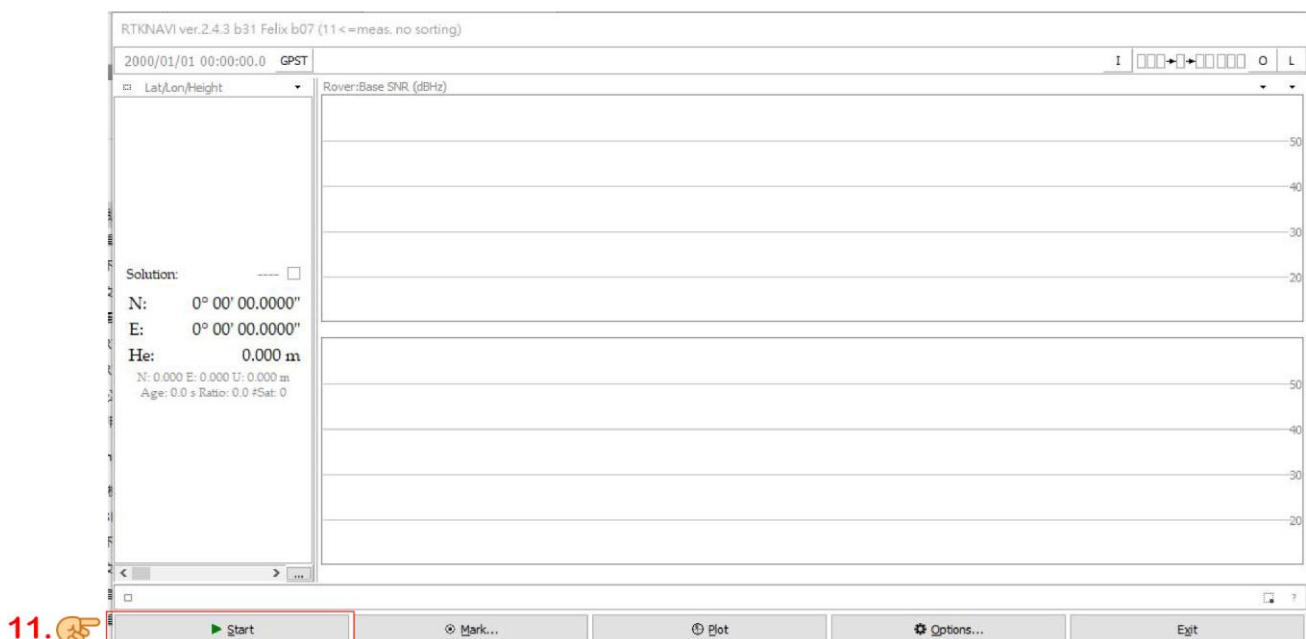 RTKNAVI ver.2.4.3 b31 Felix b07 (11<=meas. no sorting)
2000/01/01 00:00:00.0 GPST
I
O L
Lat/Lon/Height
Rover:Base SNR (dBHz)
50
40
30
20
Solution: ----
N: 0° 00' 00.0000"
E: 0° 00' 00.0000"
He: 0.000 m
N: 0.000 E: 0.000 U: 0.000 m
Age: 0.0 s Ratio: 0.0 #Sat: 0
50
40
30
20
...
?
11.
Start
Mark...
Plot
Options...
Exit